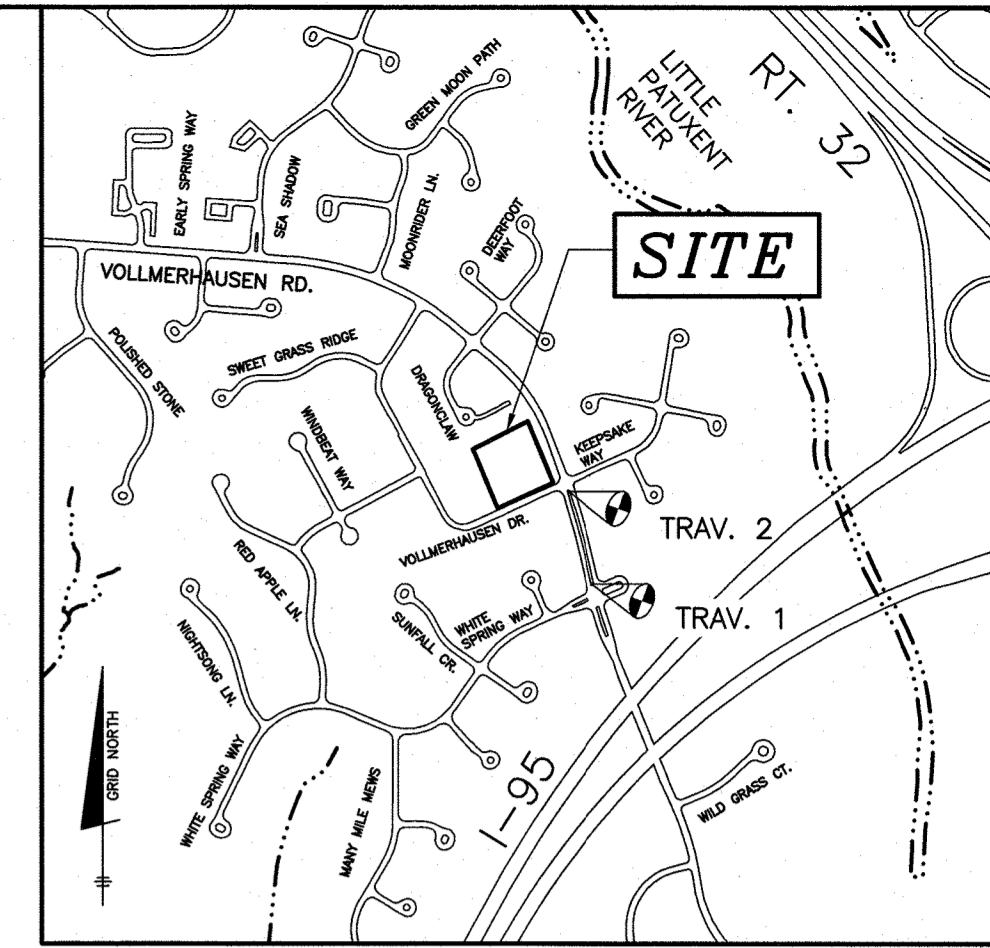 GREEN MOON PATH
LITTLE
PATUXENT
RIVER
RT. 32
EARLY SPRING WAY
SEA SHADOW
MOONRIDER LN.
DEERFOOT
WAY
SITE
VOLLMERHAUSEN RD.
POLISHED STONE
SWEET GRASS RIDGE
DRAGONCLAW
WINDBEAT WAY
KEEPSAKE
WAY
TRAV. 2
VOLLMERHAUSEN DR.
RED APPLE LN.
TRAV. 1
WHITE
SPRING WAY
SUNFALL CR.
NIGHTSONG LN.
GRID NORTH
WHITE SPRING WAY
MANY MILE MEWS
I-95
WILD GRASS CT.